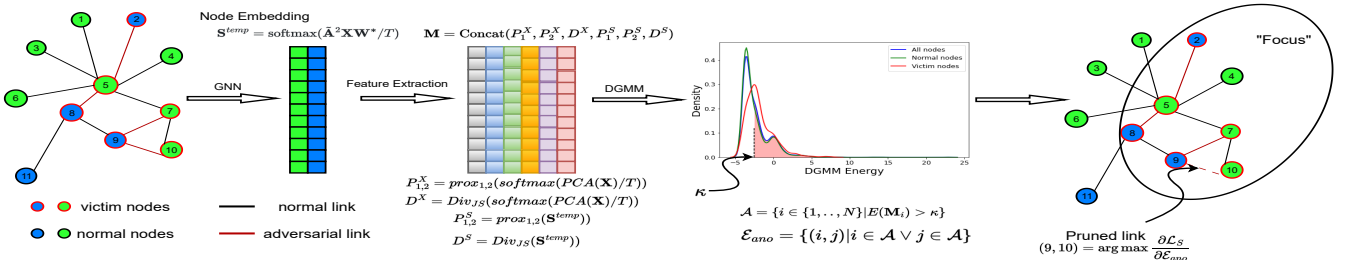 1
2
3
4
5
6
7
8
9
10
11
victim nodes
normal link
normal nodes
adversarial link
Node Embedding
S^{temp} = softmax(Ã²XW*/T)
GNN
Feature Extraction
M = Concat(P_1^X, P_2^X, D^X, P_1^S, P_2^S, D^S)
P_{1,2}^X = prox_{1,2}(softmax(PCA(X)/T))
D^X = Div_{JS}(softmax(PCA(X)/T))
P_{1,2}^S = prox_{1,2}(S^{temp}))
D^S = Div_{JS}(S^{temp}))
DGMM
All nodes
Normal nodes
Victim nodes
Density
0.4
0.3
0.2
0.1
0.0
−5
0
5
10
15
20
25
DGMM Energy
κ
𝒜 = {i ∈ {1, .., N}|E(M_i) > κ}
ℰ_{ano} = {(i, j)|i ∈ 𝒜 ∨ j ∈ 𝒜}
"Focus"
1
2
3
4
5
6
7
8
9
10
11
Pruned link
(9, 10) = arg max ∂ℒ_S / ∂ℰ_{ano}